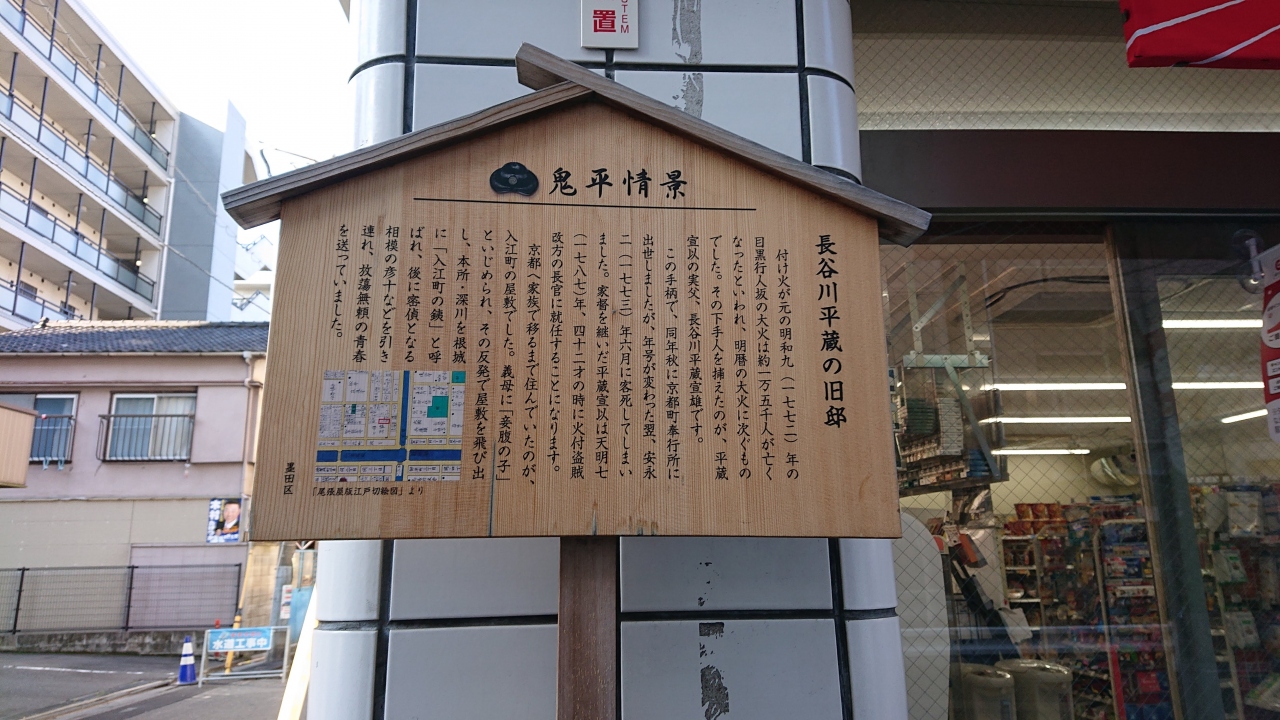 置
STEM
鬼平情景
長谷川平蔵の旧邸
付け火が元の明和九（一七七二）年の
目黒行人坂の大火は約一万五千人が亡く
なったといわれ、明暦の大火に次ぐもの
でした。その下手人を捕えたのが、平蔵
宣以の実父、長谷川平蔵宣雄です。
この手柄で、同年秋に京都町奉行所に
出世しましたが、年号が変わった翌、安永
二（一七七三）年六月に客死してしまい
ました。家督を継いだ平蔵宣以は天明七
（一七八七）年、四十二才の時に火付盗賊
改方の長官に就任することになります。
京都へ家族で移るまで住んでいたのが、
入江町の屋敷でした。義母に「妾腹の子」
といじめられ、その反発で屋敷を飛び出
し、本所・深川を根城
に「入江町の銕」と呼
ばれ、後に密偵となる
相模の彦十などを引き
連れ、放蕩無頼の青春
を送っていました。
「尾張屋版江戸切絵図」より
墨田区
水道工事中